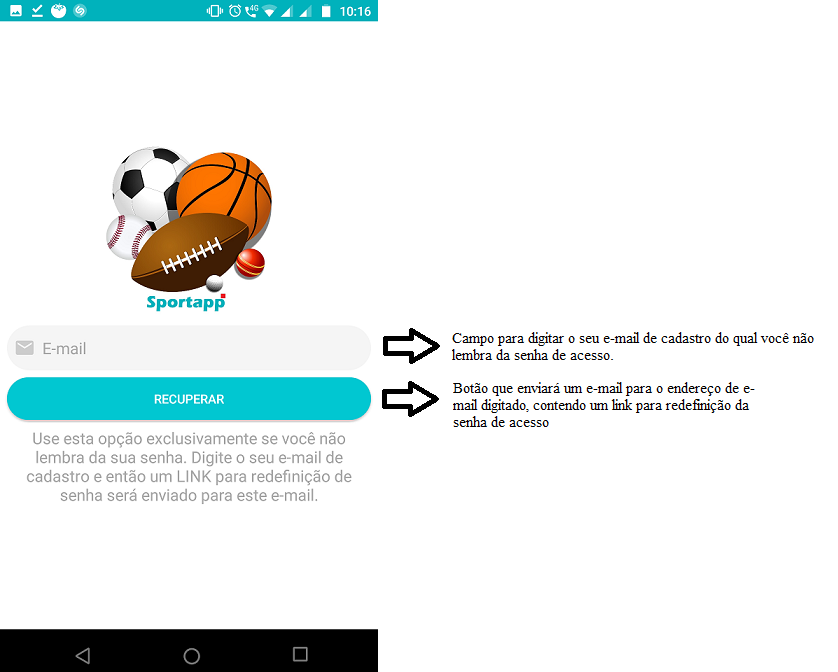 4G
10:16
Sportapp
E-mail
RECUPERAR
Use esta opção exclusivamente se você não
lembra da sua senha. Digite o seu e-mail de
cadastro e então um LINK para redefinição de
senha será enviado para este e-mail.
Campo para digitar o seu e-mail de cadastro do qual você não
lembra da senha de acesso.
Botão que enviará um e-mail para o endereço de e-
mail digitado, contendo um link para redefinição da
senha de acesso